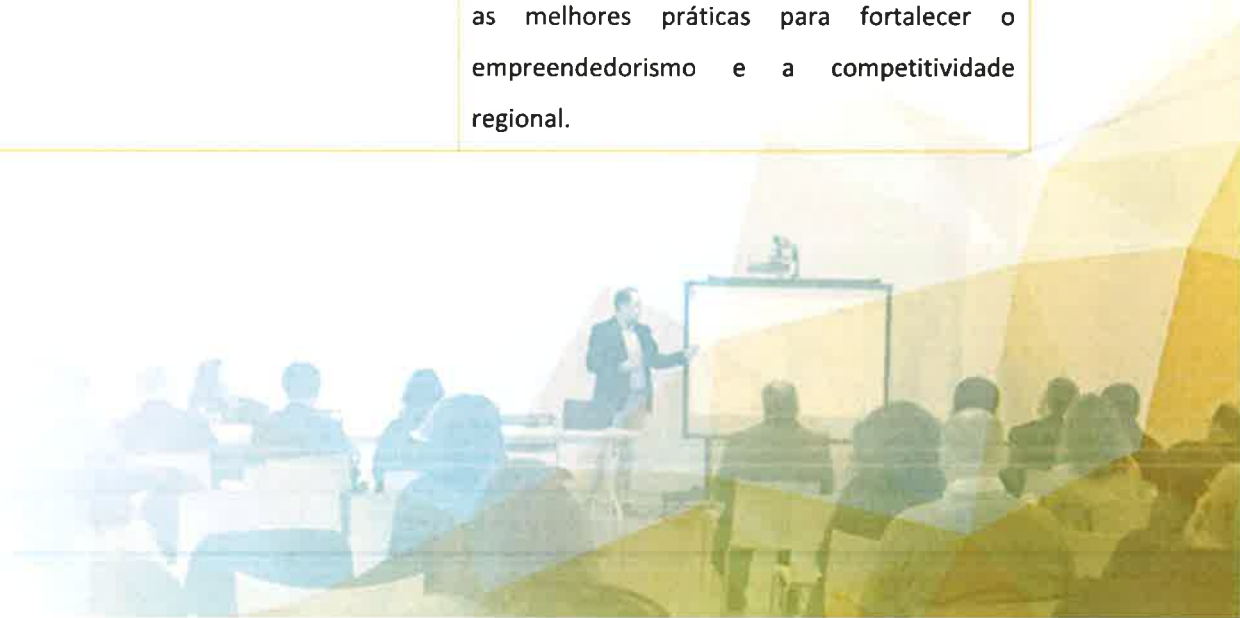 as melhores práticas para fortalecer o
empreendedorismo e a competitividade
regional.